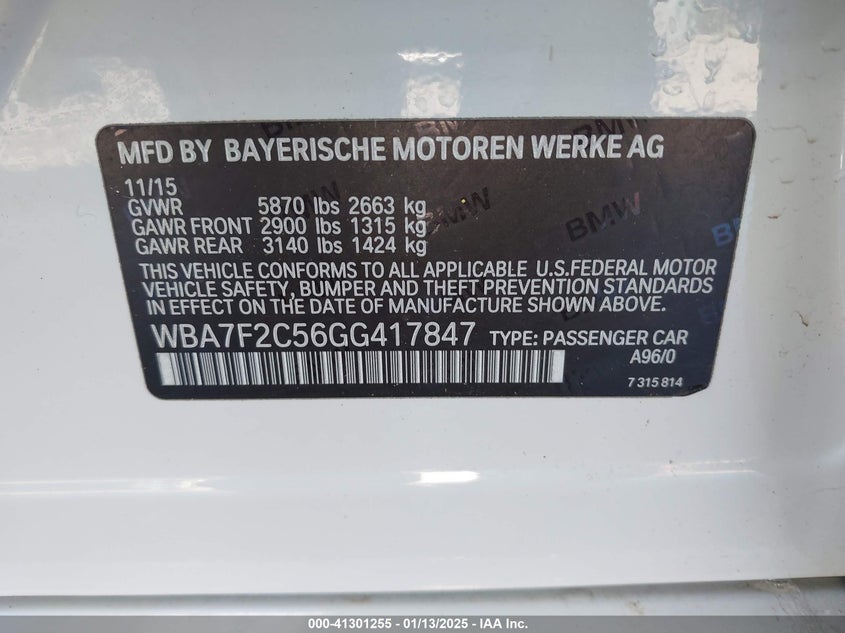 MFD BY BAYERISCHE MOTOREN WERKE AG
11/15
GVWR 5870 lbs 2663 kg
GAWR FRONT 2900 lbs 1315 kg
GAWR REAR 3140 lbs 1424 kg
THIS VEHICLE CONFORMS TO ALL APPLICABLE U.S.FEDERAL MOTOR
VEHICLE SAFETY, BUMPER AND THEFT PREVENTION STANDARDS
IN EFFECT ON THE DATE OF MANUFACTURE SHOWN ABOVE.
WBA7F2C56GG417847 TYPE: PASSENGER CAR
A96/0
7 315 814
BMW
BMW
BMW
000-41301255 — 01/13/2025 — IAA Inc.